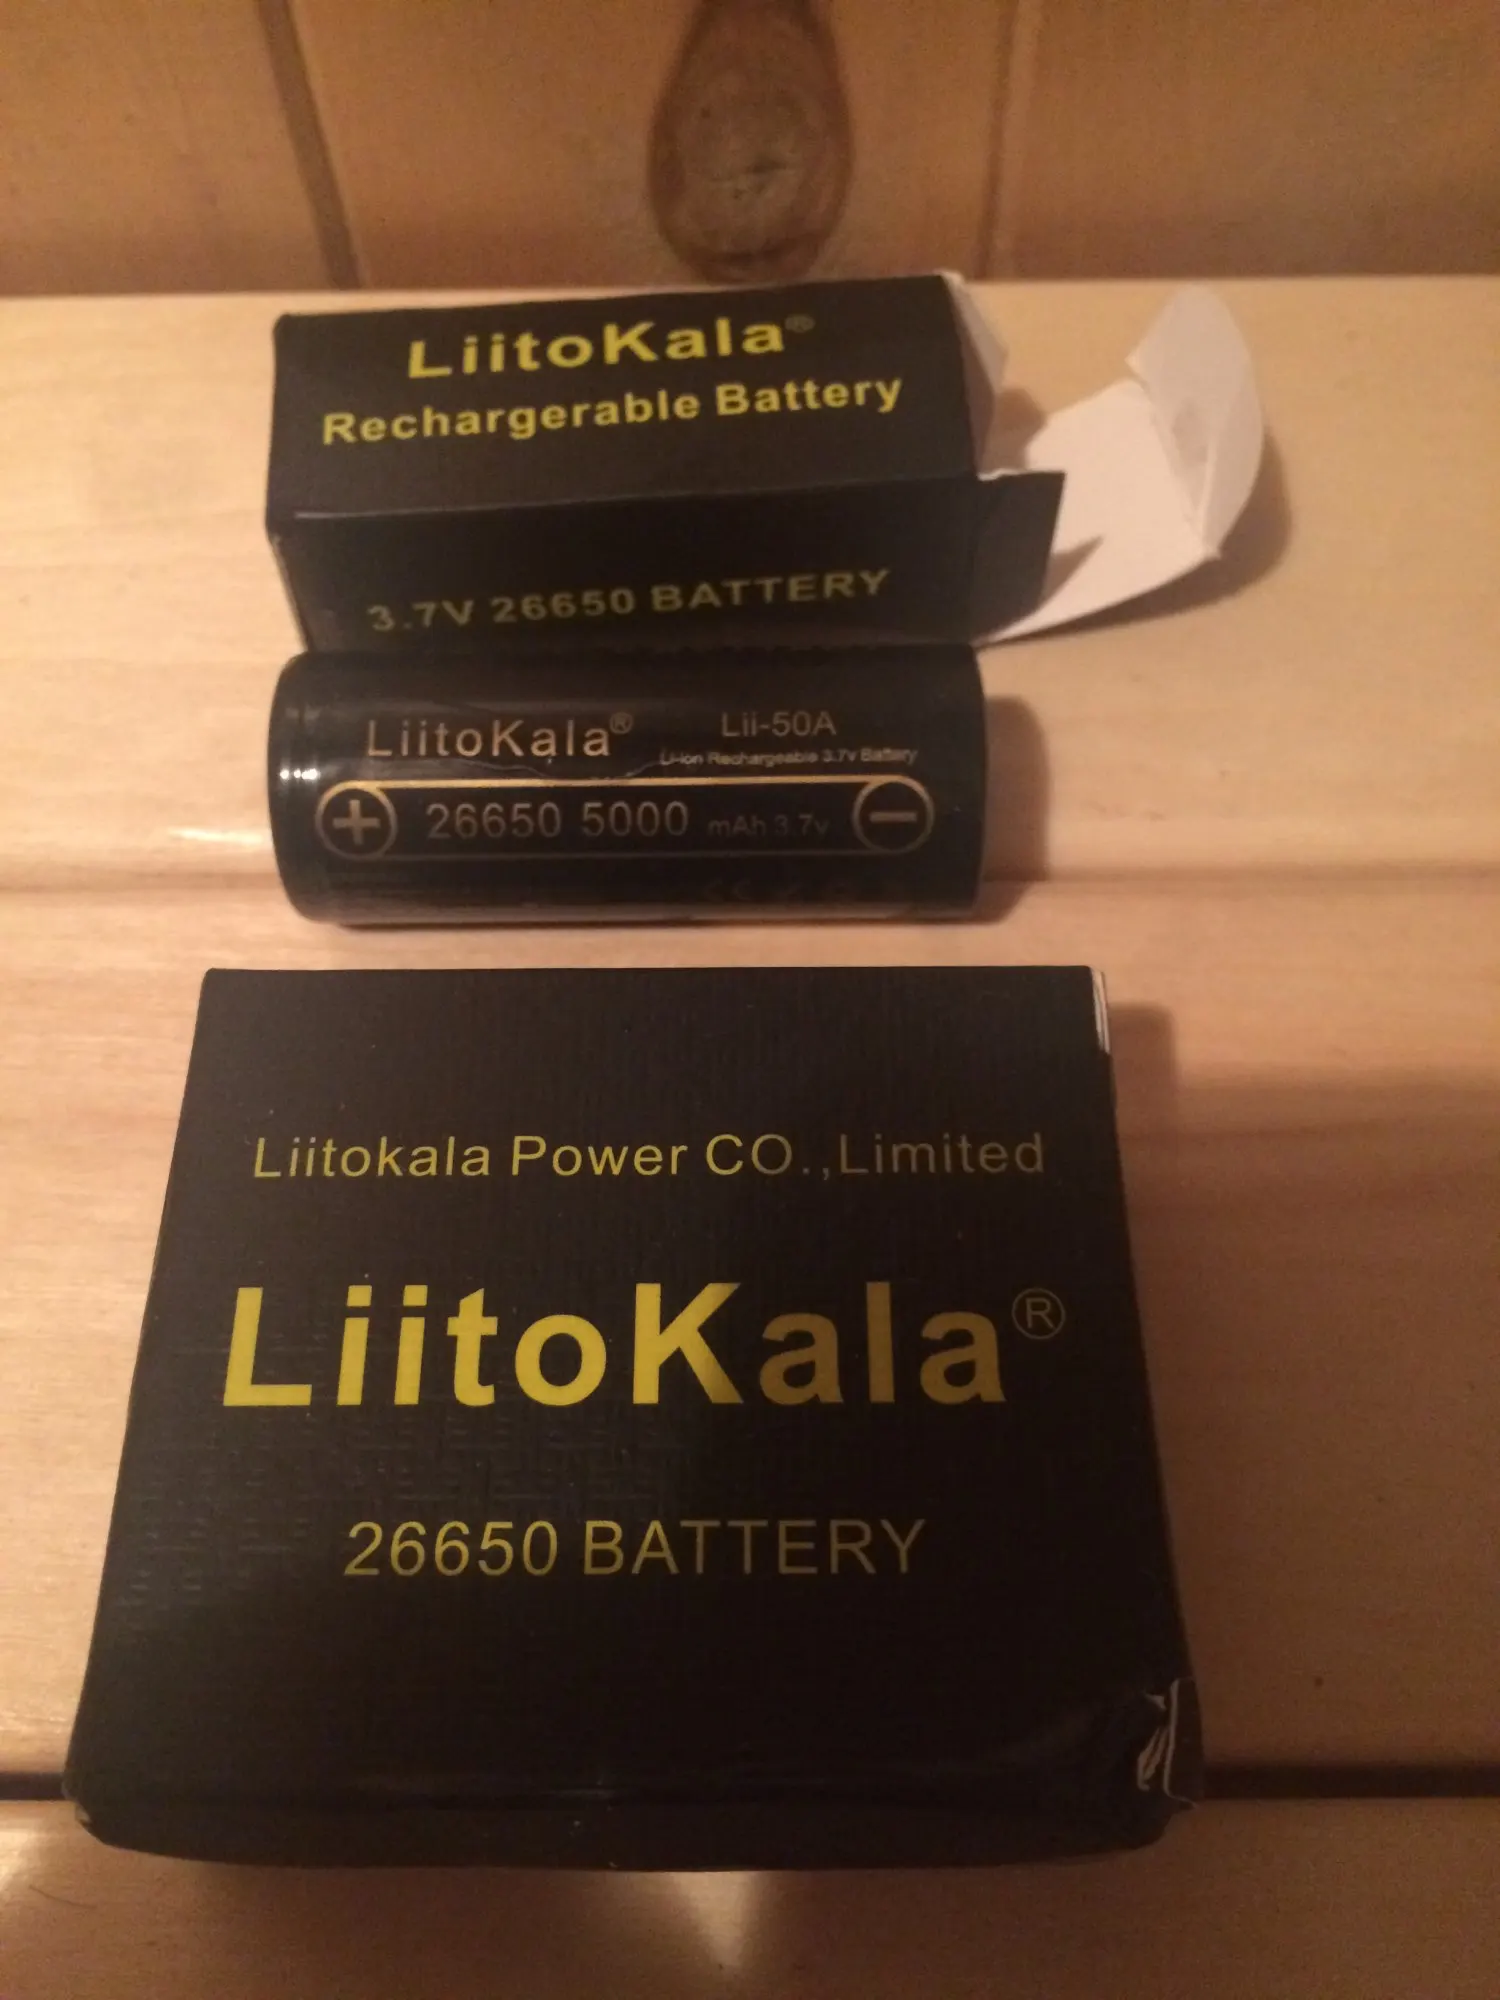 LiitoKala®
Rechargerable Battery
3.7V 26650 BATTERY
LiitoKala® Lii-50A
Li-ion Rechargeable 3.7v Battery
+ 26650 5000 mAh 3.7v −
Liitokala Power CO.,Limited
LiitoKala®
26650 BATTERY